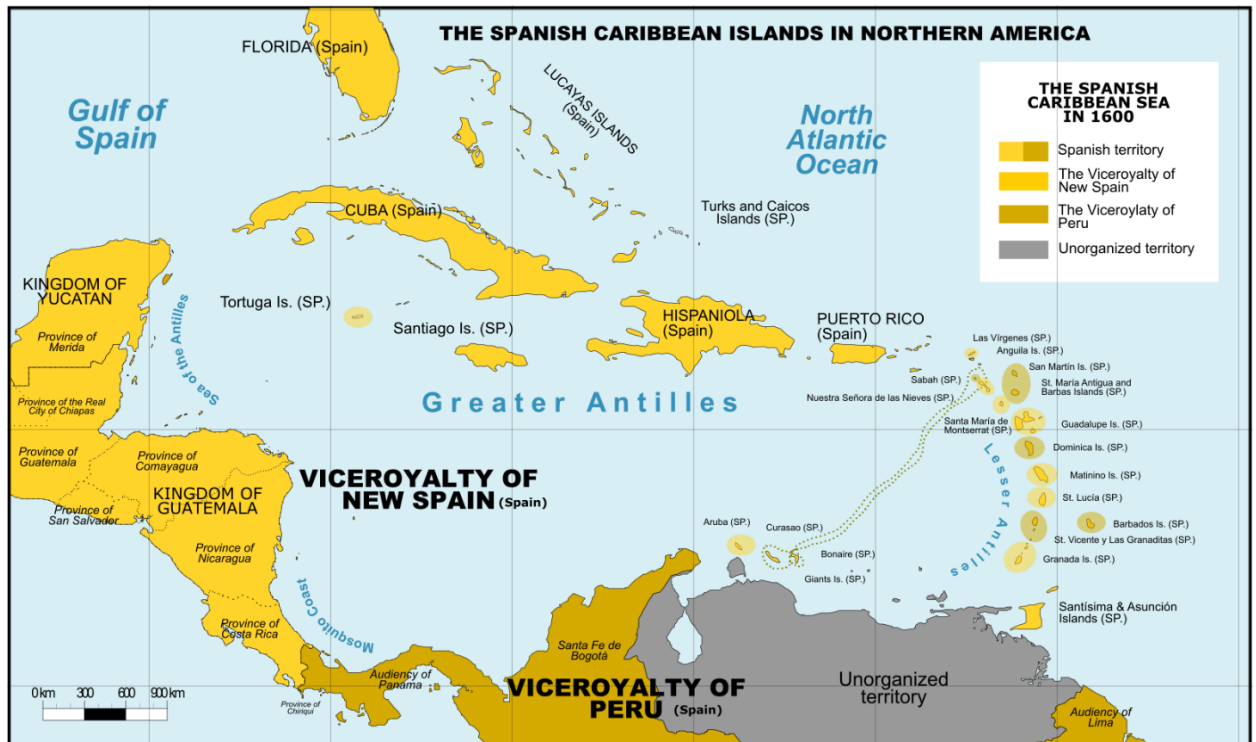 THE SPANISH CARIBBEAN ISLANDS IN NORTHERN AMERICA
FLORIDA (Spain)
Gulf of
Spain
LUCAYAS ISLANDS
(Spain)
North
Atlantic
Ocean
THE SPANISH
CARIBBEAN SEA
IN 1600
Spanish territory
The Viceroyalty of
New Spain
The Viceroylaty of
Peru
Unorganized territory
CUBA (Spain)
Turks and Caicos
Islands (SP.)
KINGDOM OF
YUCATAN
Province of
Merida
Province of the Real
City of Chiapas
Sea of the Antilles
Tortuga Is. (SP.)
Santiago Is. (SP.)
HISPANIOLA
(Spain)
PUERTO RICO
(Spain)
Las Vírgenes (SP.)
Anguila Is. (SP.)
San Martín Is. (SP.)
Sabah (SP.)
St. María Antigua and
Barbas Islands (SP.)
Nuestra Señora de las Nieves (SP.)
Santa María de
Montserrat (SP.)
Guadalupe Is. (SP.)
Dominica Is. (SP.)
Matinino Is. (SP.)
St. Lucía (SP.)
Barbados Is. (SP.)
St. Vicente y Las Granaditas (SP.)
Granada Is. (SP.)
Greater Antilles
Lesser Antilles
Province of
Guatemala
Province of
Comayagua
KINGDOM OF
GUATEMALA
Province of
San Salvador
Province of
Nicaragua
Province of
Costa Rica
VICEROYALTY OF
NEW SPAIN (Spain)
Mosquito Coast
Aruba (SP.)
Curasao (SP.)
Bonaire (SP.)
Giants Is. (SP.)
Santísima & Asunción
Islands (SP.)
Santa Fe de
Bogotá
Audiency of
Panama
Province of
Chiriqui
VICEROYALTY OF
PERU (Spain)
Unorganized
territory
Audiency of
Lima
0 km 300 600 900 km